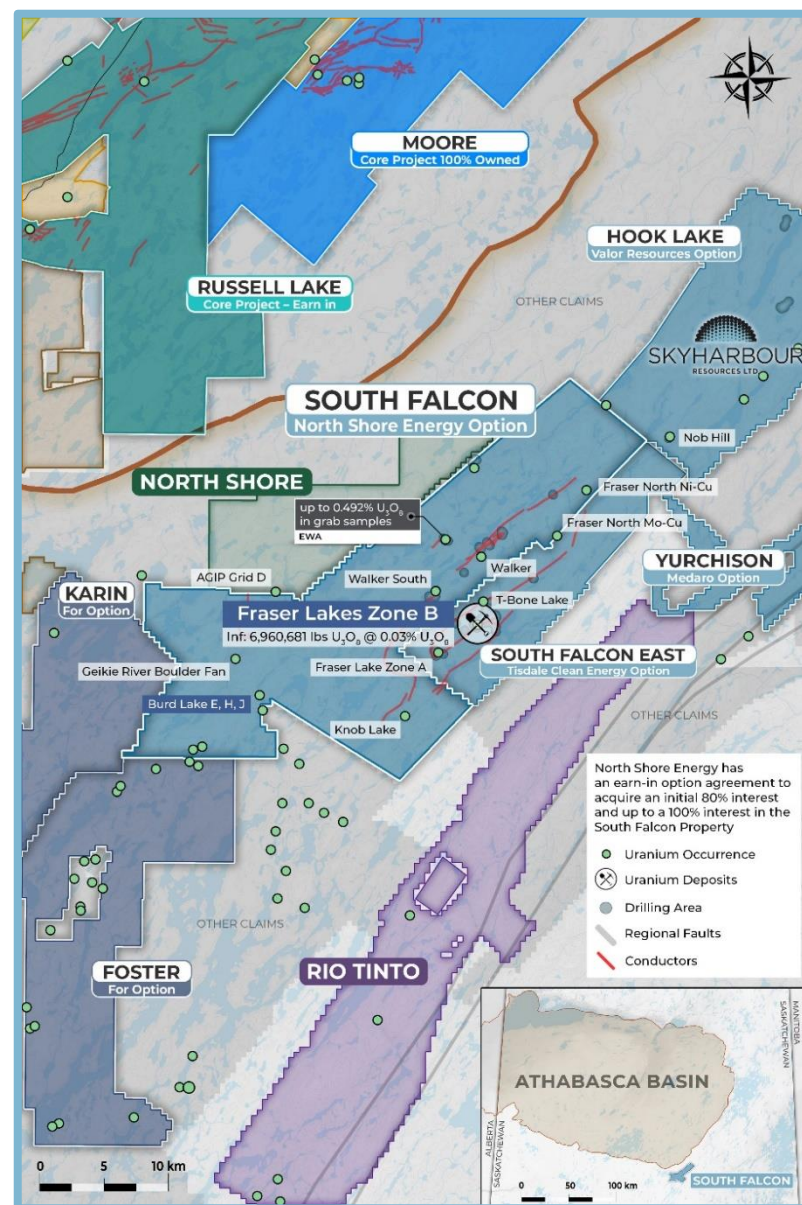 MOORE
Core Project 100% Owned
HOOK LAKE
Valor Resources Option
RUSSELL LAKE
Core Project – Earn in
OTHER CLAIMS
SKYHARBOUR
RESOURCES LTD
SOUTH FALCON
North Shore Energy Option
Nob Hill
NORTH SHORE
Fraser North Ni-Cu
up to 0.492% U₃O₈
in grab samples
EWA
Fraser North Mo-Cu
YURCHISON
Medaro Option
AGIP Grid D
Walker South
Walker
KARIN
For Option
T-Bone Lake
Fraser Lakes Zone B
Inf: 6,960,681 lbs U₃O₈ @ 0.03% U₃O₈
Geikie River Boulder Fan
Fraser Lake Zone A
SOUTH FALCON EAST
Tisdale Clean Energy Option
Burd Lake E, H, J
Knob Lake
OTHER CLAIMS
North Shore Energy has
an earn-in option agreement to
acquire an initial 80% interest
and up to a 100% interest in the
South Falcon Property
Uranium Occurrence
Uranium Deposits
Drilling Area
Regional Faults
Conductors
OTHER CLAIMS
FOSTER
For Option
RIO TINTO
MANITOBA
SASKATCHEWAN
ATHABASCA BASIN
ALBERTA
SASKATCHEWAN
SOUTH FALCON
0 5 10 km
0 50 100 km